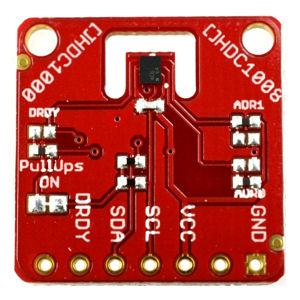 []HDC1000
[]HDC1008
DRDY
ADR1
PullUps
ON
ADR0
DRDY
SDA
SCL
VCC
GND